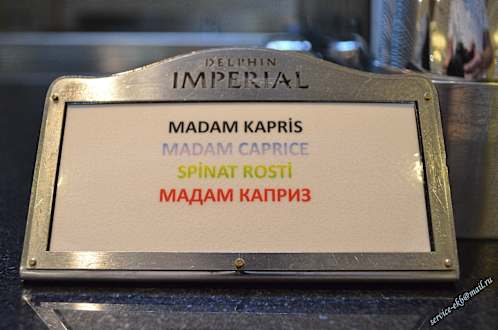 DELPHIN
IMPERIAL
MADAM KAPRİS
MADAM CAPRICE
SPİNAT ROSTİ
МАДАМ КАПРИЗ
service-ekb@mail.ru